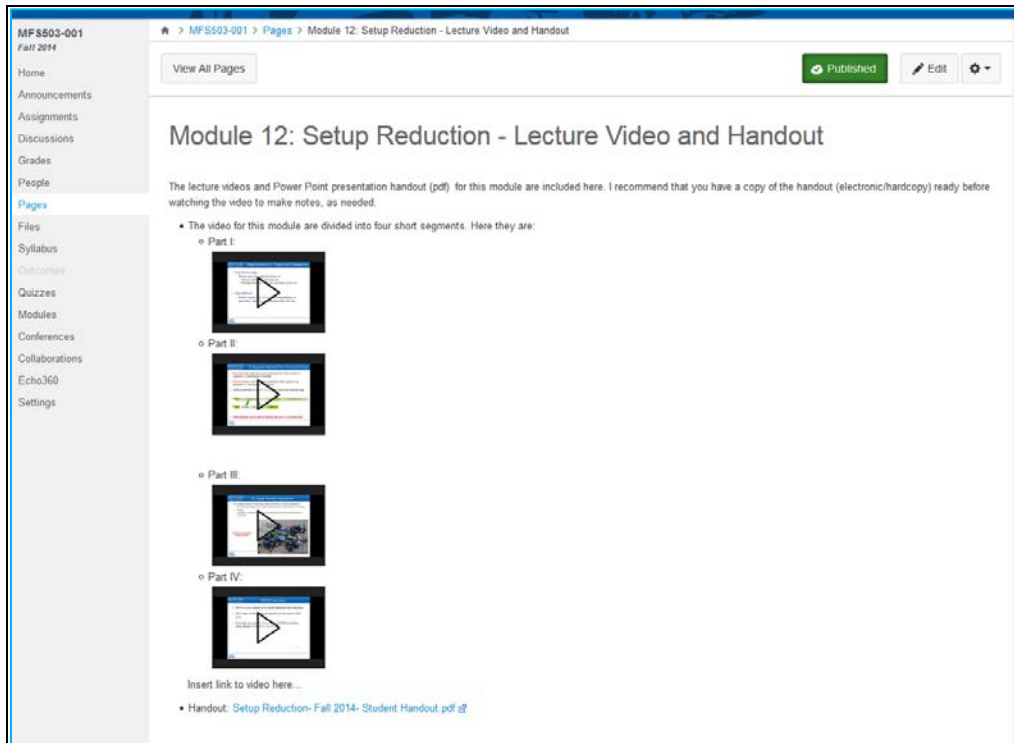 MFS503-001
Fall 2014
Home
Announcements
Assignments
Discussions
Grades
People
Pages
Files
Syllabus
Outcomes
Quizzes
Modules
Conferences
Collaborations
Echo360
Settings
> MFS503-001 > Pages > Module 12: Setup Reduction - Lecture Video and Handout
View All Pages
Published
Edit
Module 12: Setup Reduction - Lecture Video and Handout
The lecture videos and Power Point presentation handout (pdf) for this module are included here. I recommend that you have a copy of the handout (electronic/hardcopy) ready before
watching the video to make notes, as needed.
• The video for this module are divided into four short segments. Here they are:
o Part I:
o Part II:
o Part III:
o Part IV:
Insert link to video here...
• Handout: Setup Reduction- Fall 2014- Student Handout.pdf